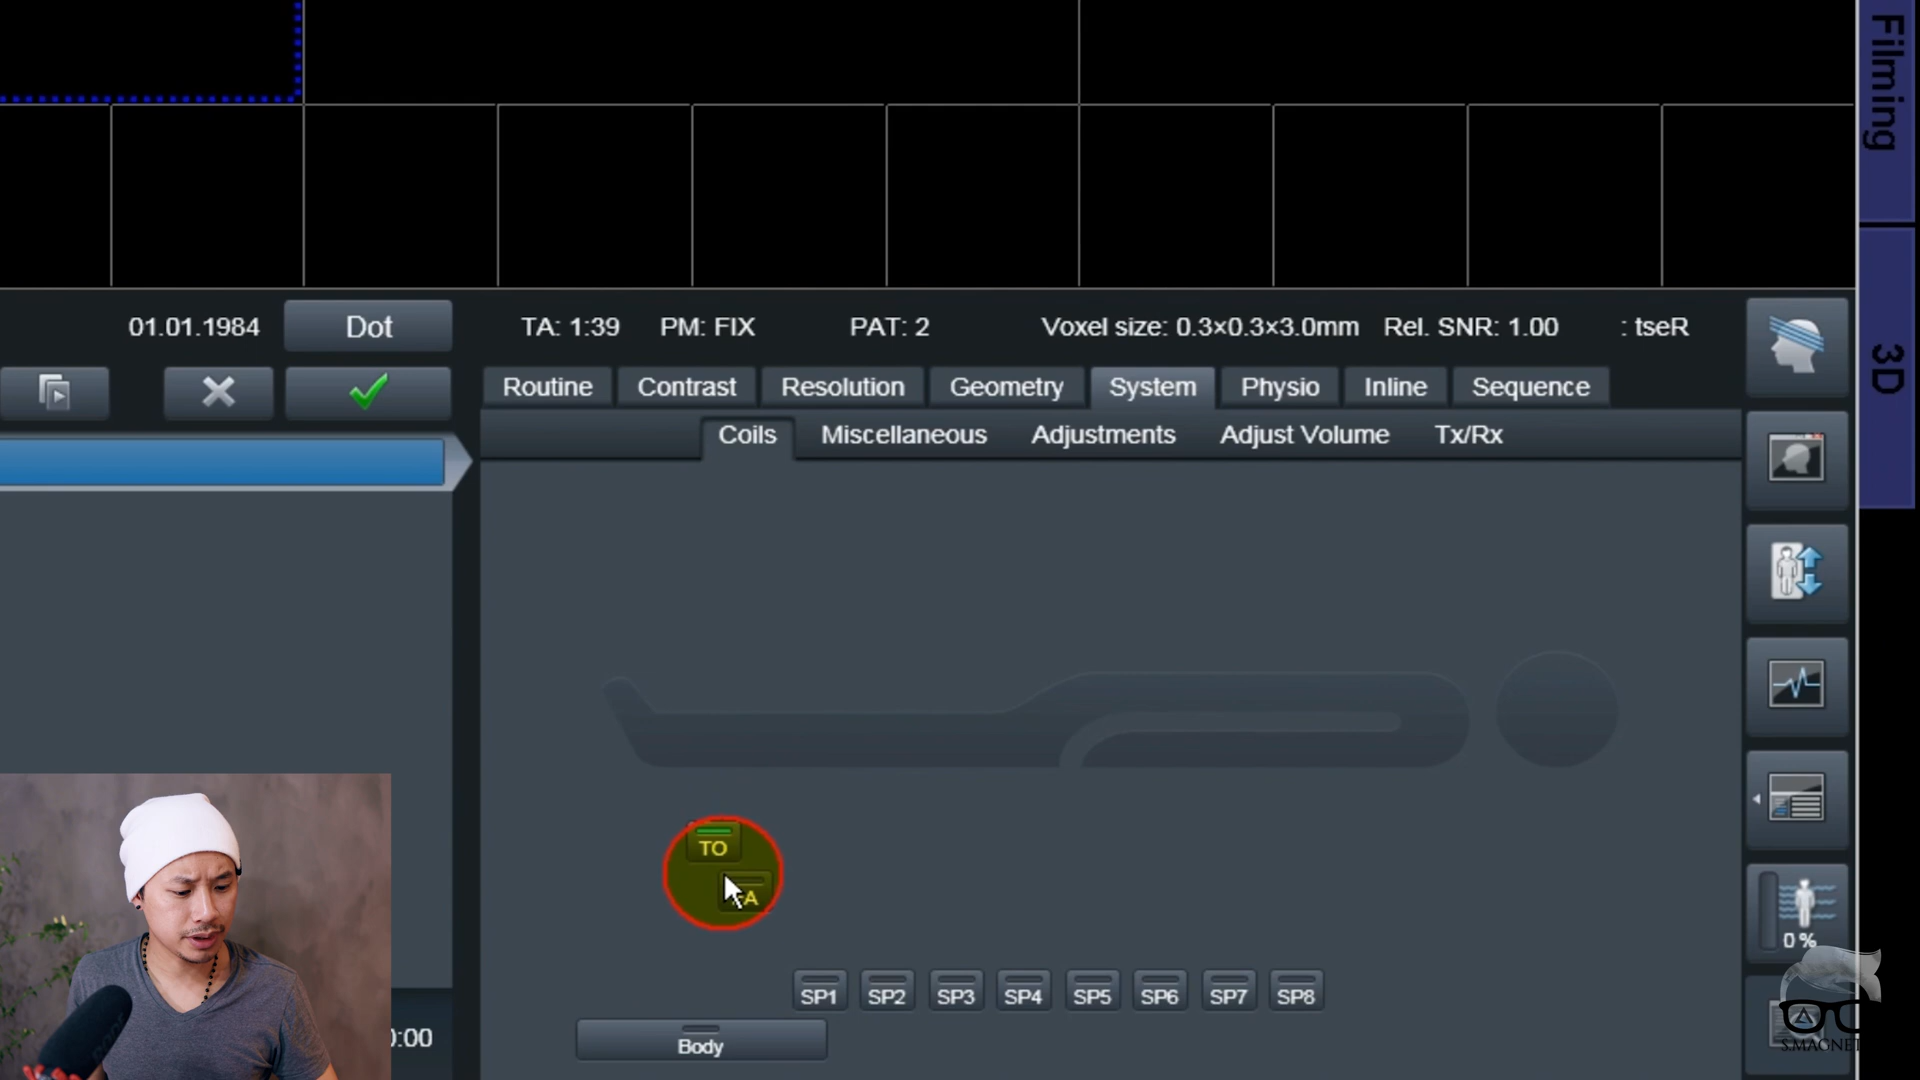 Filming
3D
01.01.1984 Dot TA: 1:39 PM: FIX PAT: 2 Voxel size: 0.3×0.3×3.0mm Rel. SNR: 1.00 : tseR
Routine Contrast Resolution Geometry System Physio Inline Sequence
Coils Miscellaneous Adjustments Adjust Volume Tx/Rx
TO
0 %
SP1 SP2 SP3 SP4 SP5 SP6 SP7 SP8
:00
Body
S.MAGNET